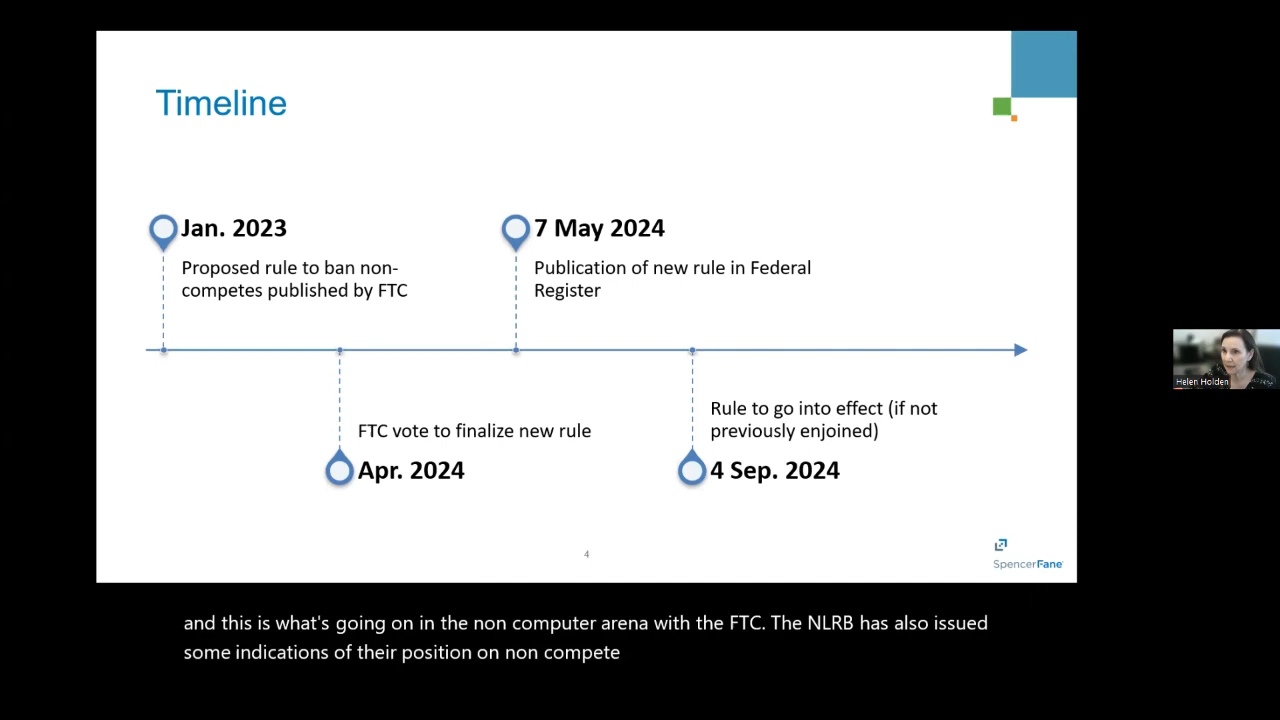 Timeline
Jan. 2023
Proposed rule to ban non-
competes published by FTC
7 May 2024
Publication of new rule in Federal
Register
FTC vote to finalize new rule
Apr. 2024
Rule to go into effect (if not
previously enjoined)
4 Sep. 2024
4
SpencerFane
Helen Holden
and this is what's going on in the non computer arena with the FTC. The NLRB has also issued
some indications of their position on non compete